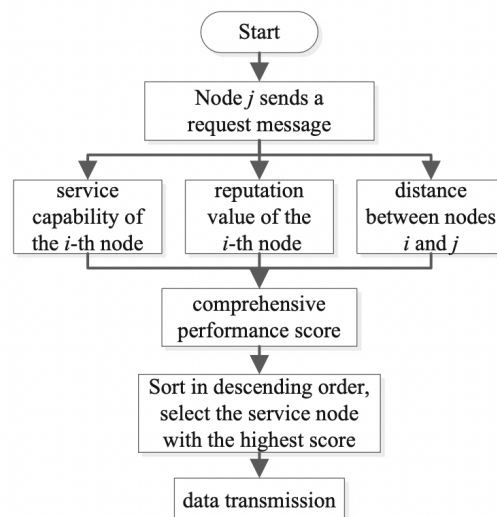 Start
Node j sends a
request message
service
capability of
the i-th node
reputation
value of the
i-th node
distance
between nodes
i and j
comprehensive
performance score
Sort in descending order,
select the service node
with the highest score
data transmission